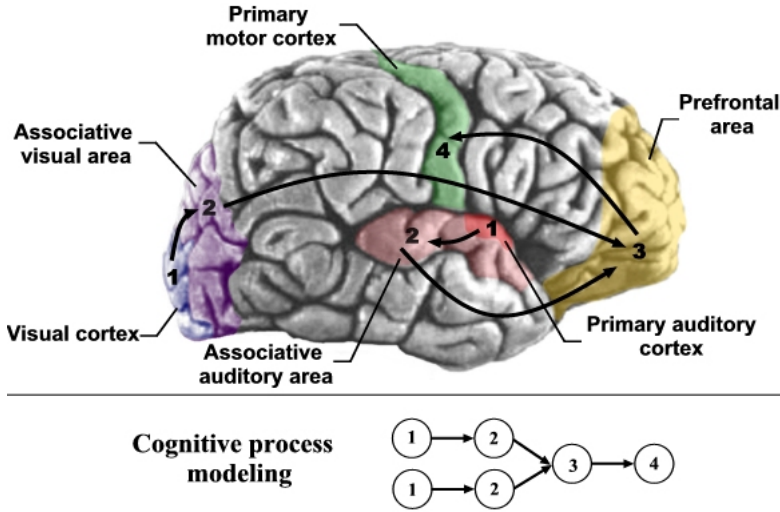 Primary
motor cortex
Prefrontal
area
Associative
visual area
4
2
2
1
3
1
Visual cortex
Associative
auditory area
Primary auditory
cortex
Cognitive process
modeling
1 2
3 4
1 2